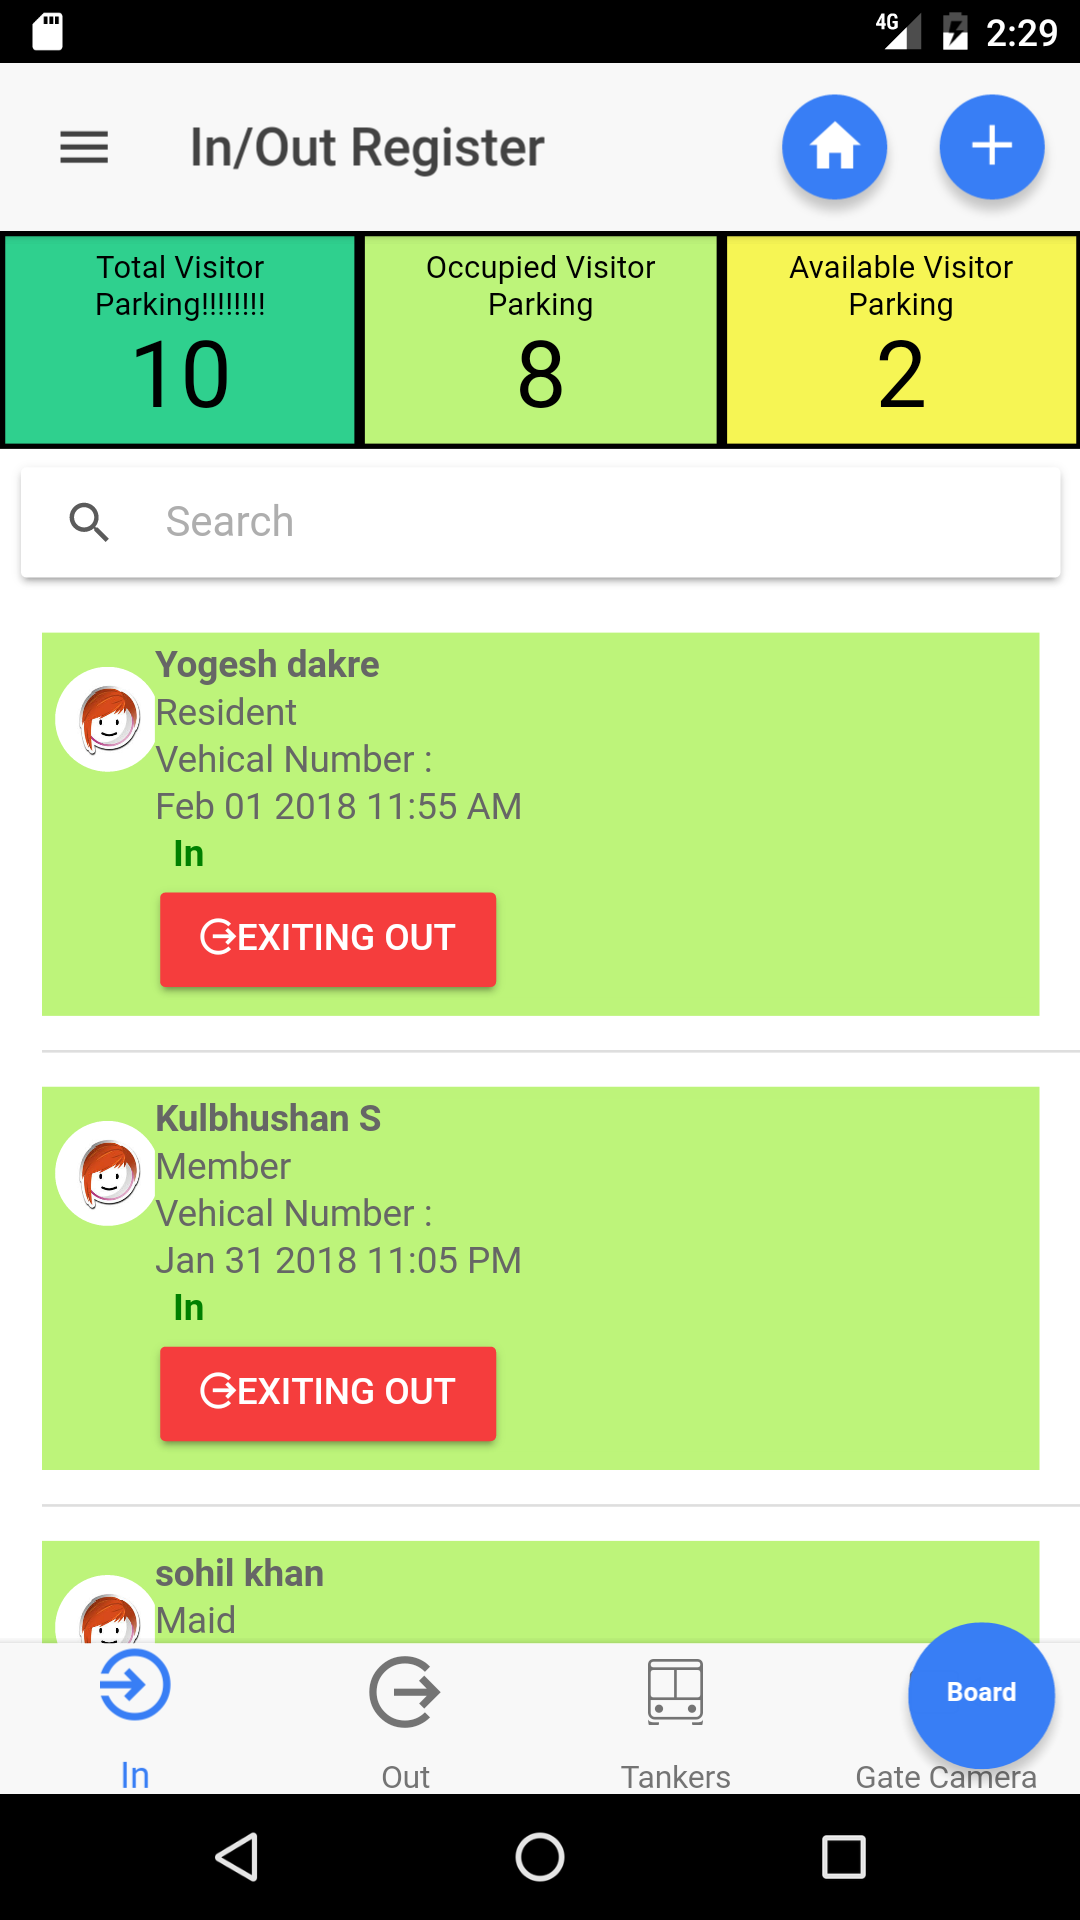 4G 2:29
In/Out Register
Total Visitor
Parking!!!!!!!!
10
Occupied Visitor
Parking
8
Available Visitor
Parking
2
Search
Yogesh dakre
Resident
Vehical Number :
Feb 01 2018 11:55 AM
In
EXITING OUT
Kulbhushan S
Member
Vehical Number :
Jan 31 2018 11:05 PM
In
EXITING OUT
sohil khan
Maid
Board
In
Out
Tankers
Gate Camera